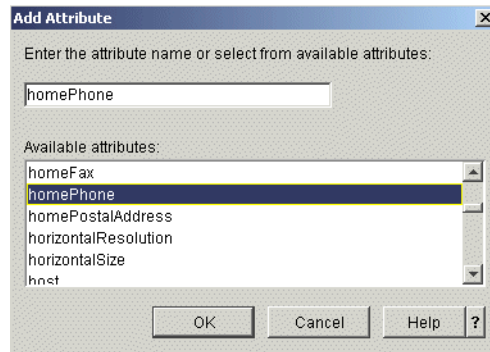 Add Attribute
Enter the attribute name or select from available attributes:
homePhone
Available attributes:
homeFax
homePhone
homePostalAddress
horizontalResolution
horizontalSize
host
OK Cancel Help ?